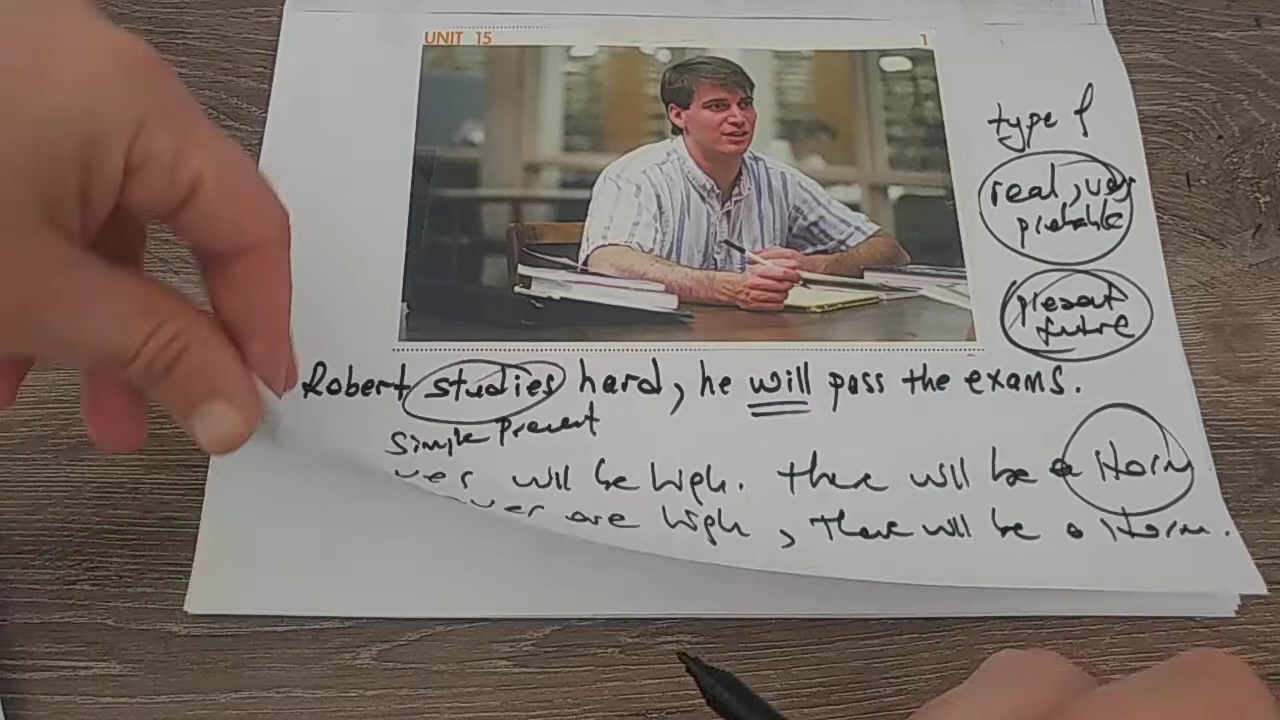 UNIT 15 1
type 1
real, very
probable
present
future
Robert studies hard, he will pass the exams.
Simple Present
will be high. there will be a storm
are high, there will be a storm.